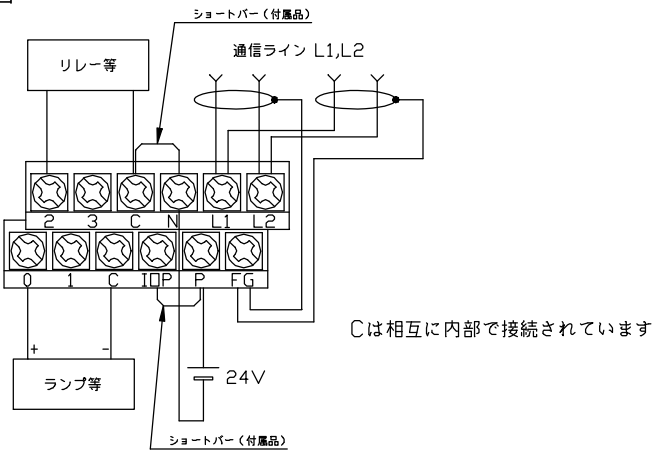 ショートバー(付属品)
通信ライン L1,L2
リレー等
2 3 C N L1 L2
0 1 C IOP P FG
+ -
ランプ等
24V
Cは相互に内部で接続されています
ショートバー(付属品)